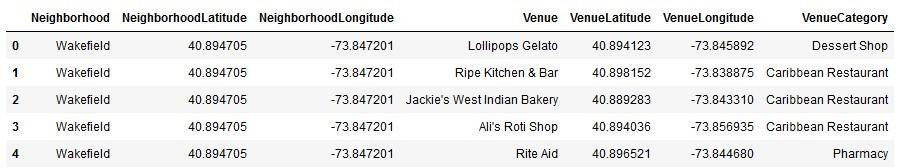 Neighborhood NeighborhoodLatitude NeighborhoodLongitude Venue VenueLatitude VenueLongitude VenueCategory
0 Wakefield 40.894705 -73.847201 Lollipops Gelato 40.894123 -73.845892 Dessert Shop
1 Wakefield 40.894705 -73.847201 Ripe Kitchen & Bar 40.898152 -73.838875 Caribbean Restaurant
2 Wakefield 40.894705 -73.847201 Jackie's West Indian Bakery 40.889283 -73.843310 Caribbean Restaurant
3 Wakefield 40.894705 -73.847201 Ali's Roti Shop 40.894036 -73.856935 Caribbean Restaurant
4 Wakefield 40.894705 -73.847201 Rite Aid 40.896521 -73.844680 Pharmacy